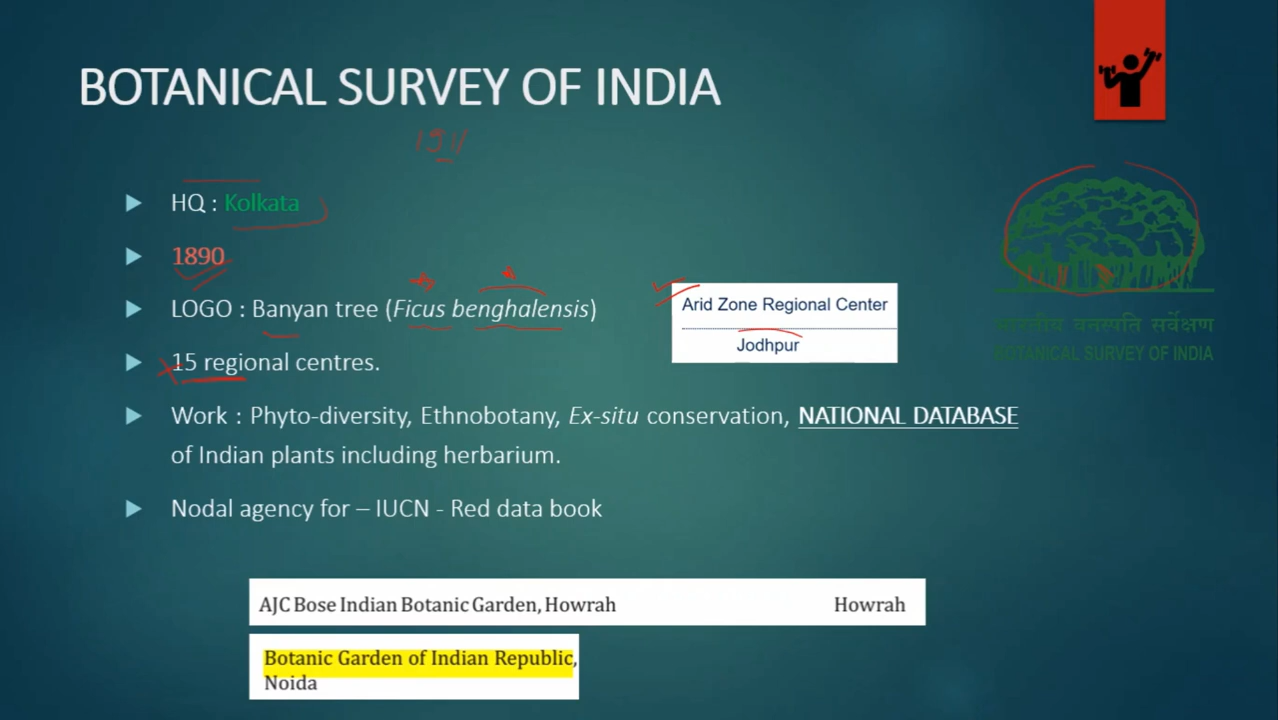 BOTANICAL SURVEY OF INDIA
1911
HQ : Kolkata
1890
LOGO : Banyan tree (Ficus benghalensis)
15 regional centres.
Work : Phyto-diversity, Ethnobotany, Ex-situ conservation, NATIONAL DATABASE
of Indian plants including herbarium.
Nodal agency for – IUCN - Red data book
Arid Zone Regional Center
Jodhpur
भारतीय वनस्पति सर्वेक्षण
BOTANICAL SURVEY OF INDIA
AJC Bose Indian Botanic Garden, Howrah Howrah
Botanic Garden of Indian Republic,
Noida